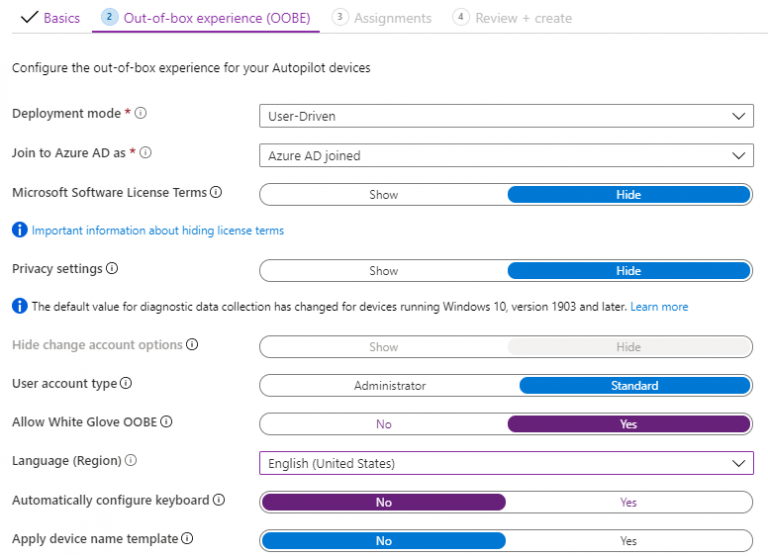 Basics 2 Out-of-box experience (OOBE) 3 Assignments 4 Review + create
Configure the out-of-box experience for your Autopilot devices
Deployment mode * User-Driven
Join to Azure AD as * Azure AD joined
Microsoft Software License Terms Show Hide
Important information about hiding license terms
Privacy settings Show Hide
The default value for diagnostic data collection has changed for devices running Windows 10, version 1903 and later. Learn more
Hide change account options Show Hide
User account type Administrator Standard
Allow White Glove OOBE No Yes
Language (Region) English (United States)
Automatically configure keyboard No Yes
Apply device name template No Yes